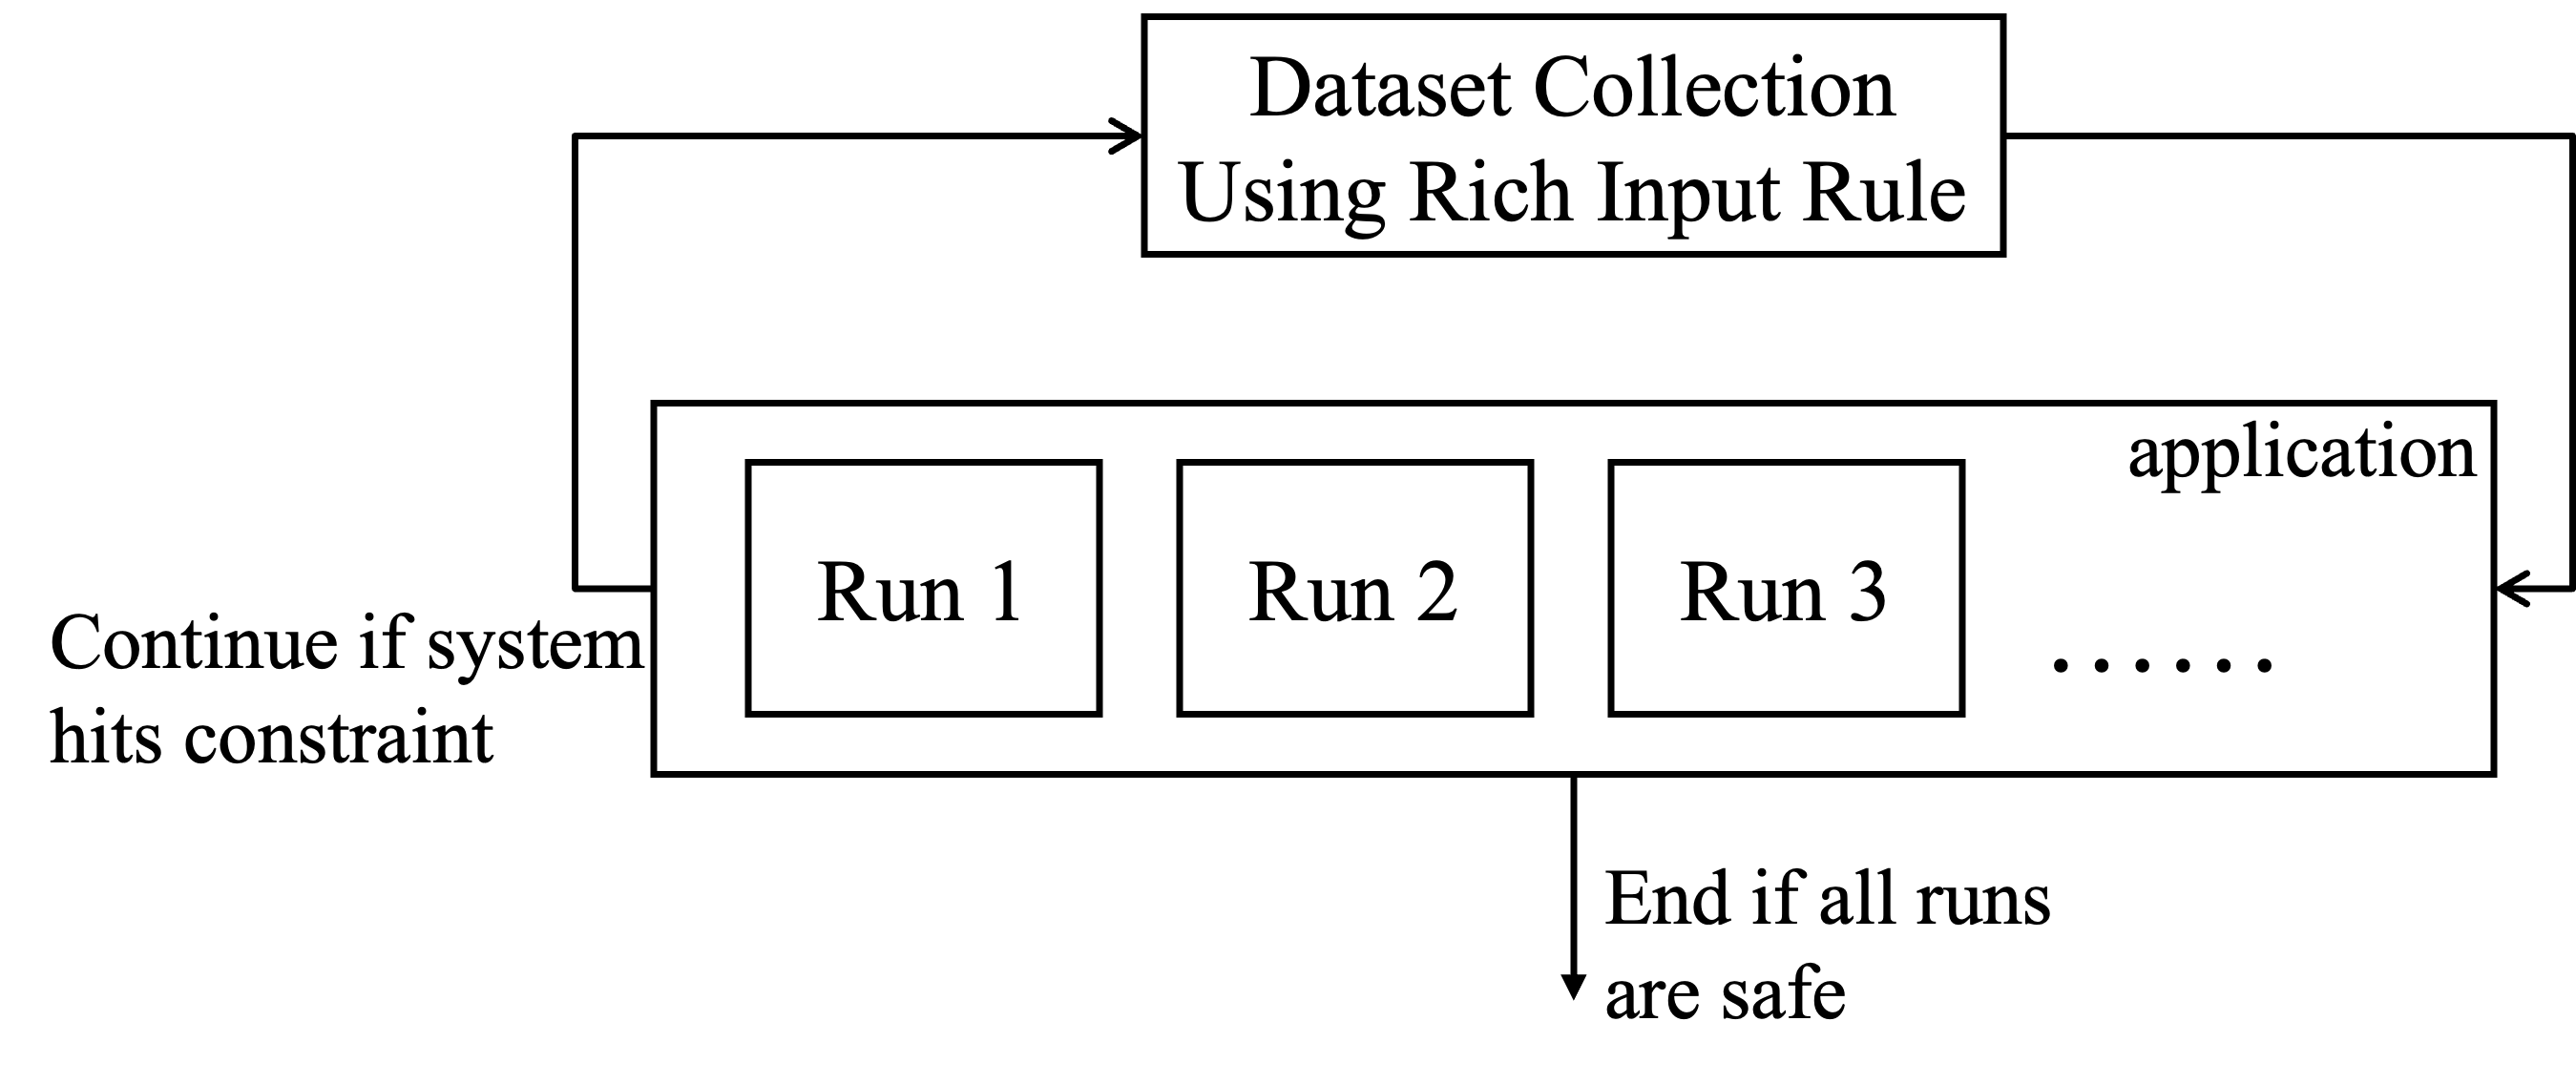 Dataset Collection
Using Rich Input Rule
application
Run 1
Run 2
Run 3
......
Continue if system
hits constraint
End if all runs
are safe